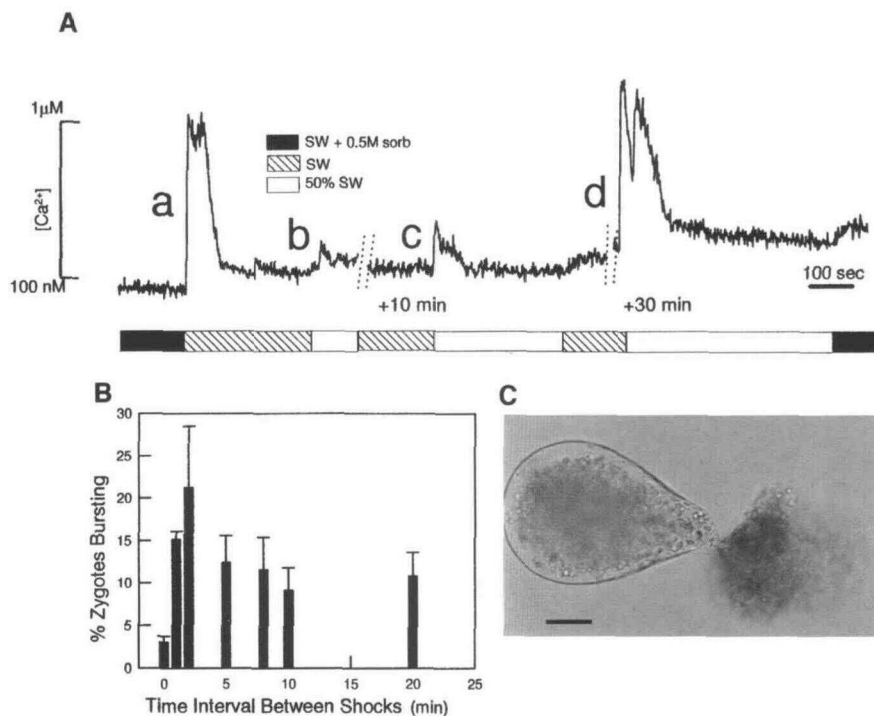 A
1μM
[Ca²⁺]
100 nM
SW + 0.5M sorb
SW
50% SW
a
b
c
d
+10 min
+30 min
100 sec
B
% Zygotes Bursting
30
25
20
15
10
5
0
0
5
10
15
20
25
Time Interval Between Shocks (min)
C